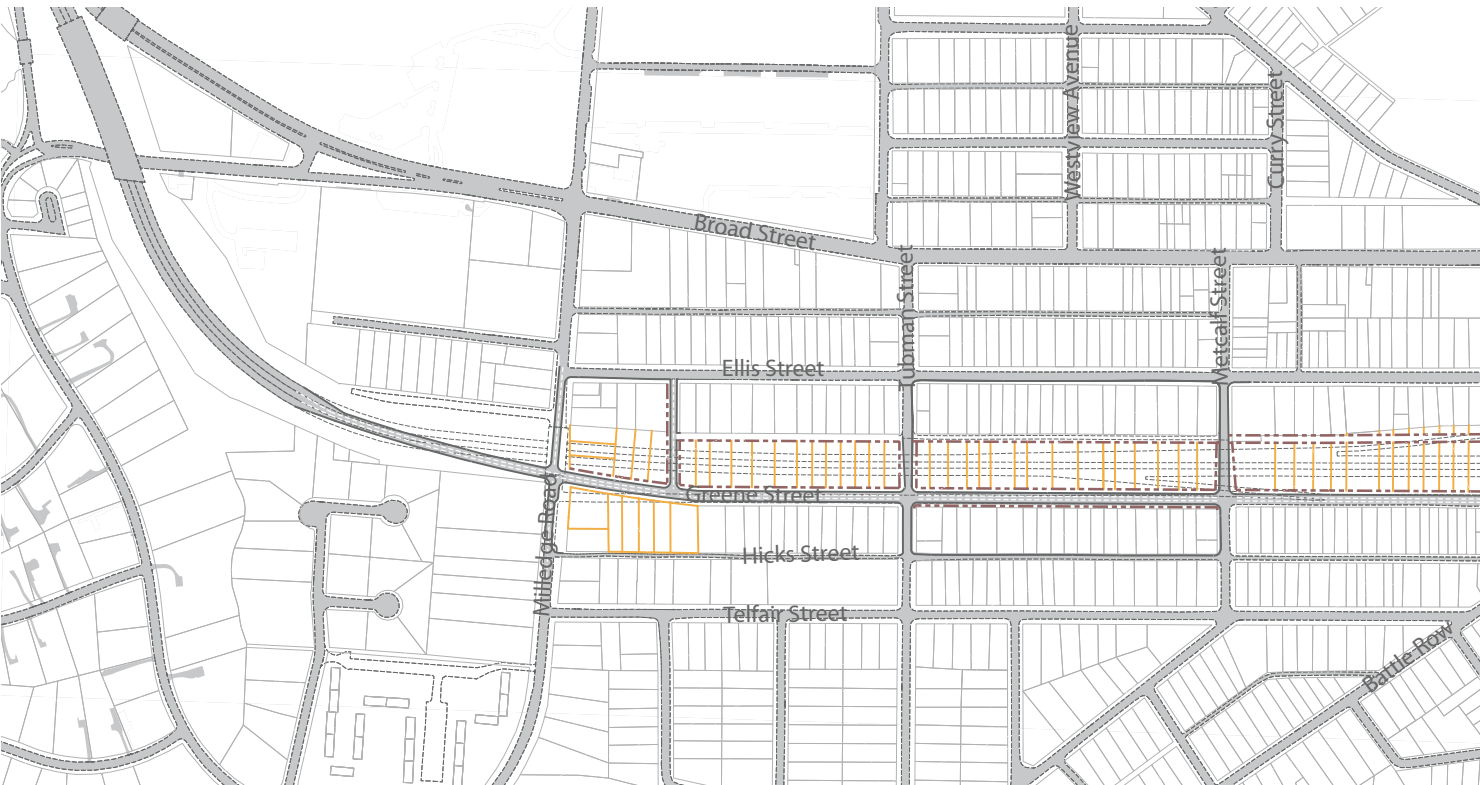 Westview Avenue
Curry Street
Broad Street
Tubman Street
Metcalf Street
Ellis Street
Greene Street
Milledge Road
Hicks Street
Telfair Street
Battle Row